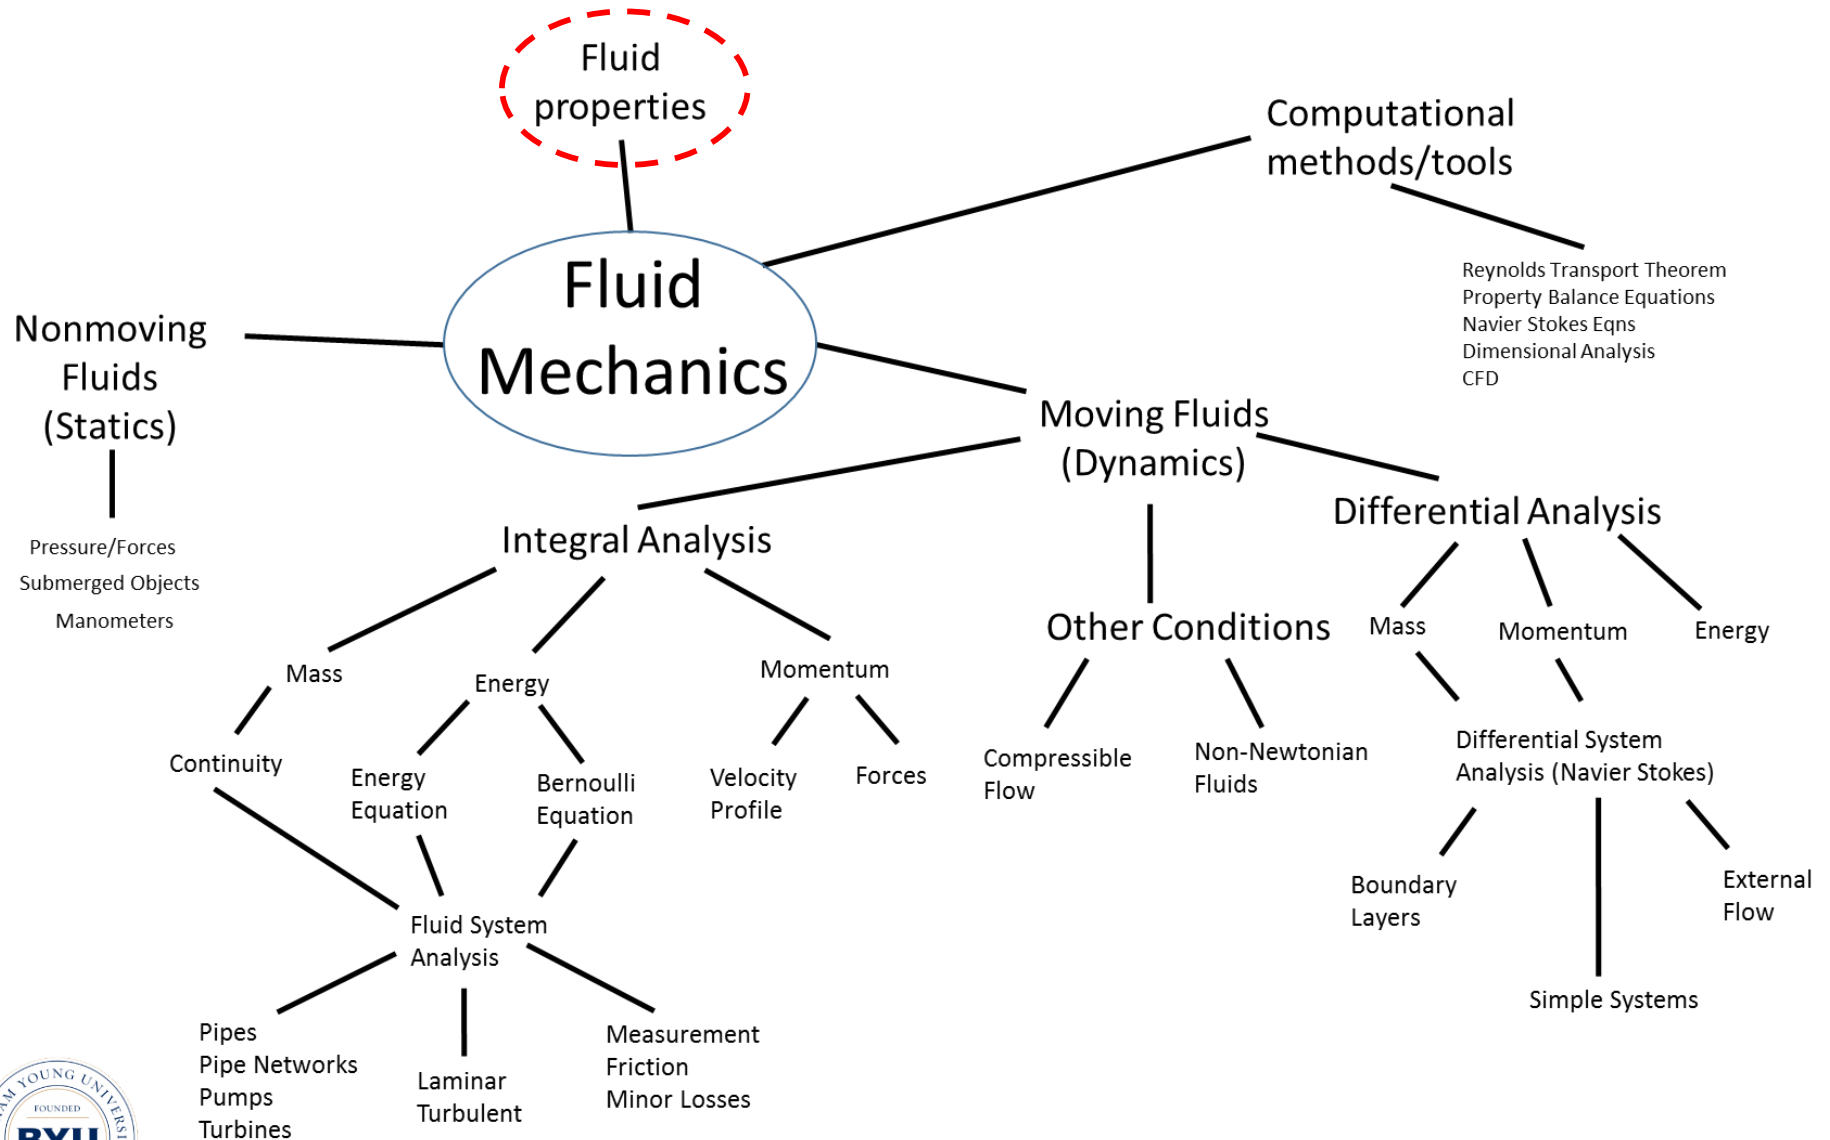 Fluid
properties
Computational
methods/tools
Reynolds Transport Theorem
Property Balance Equations
Navier Stokes Eqns
Dimensional Analysis
CFD
Fluid
Mechanics
Nonmoving
Fluids
(Statics)
Pressure/Forces
Submerged Objects
Manometers
Moving Fluids
(Dynamics)
Integral Analysis
Mass
Energy
Momentum
Continuity
Energy
Equation
Bernoulli
Equation
Velocity
Profile
Forces
Fluid System
Analysis
Pipes
Pipe Networks
Pumps
Turbines
Laminar
Turbulent
Measurement
Friction
Minor Losses
Other Conditions
Compressible
Flow
Non-Newtonian
Fluids
Differential Analysis
Mass
Momentum
Energy
Differential System
Analysis (Navier Stokes)
Boundary
Layers
External
Flow
Simple Systems
YOUNG
FOUNDED
BYU